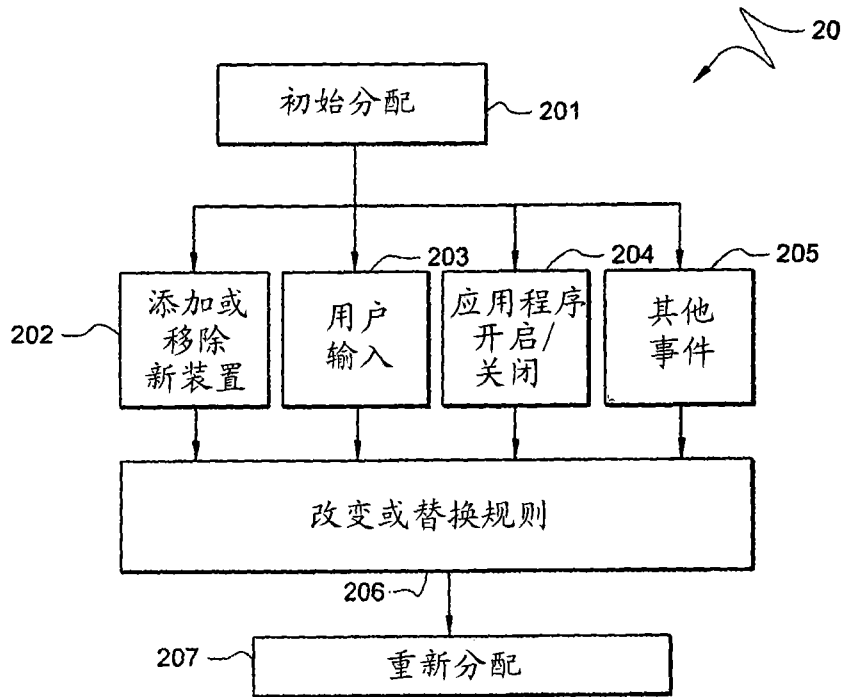 20
初始分配
201
203
204
205
202
添加或
移除
新装置
用户
输入
应用程序
开启/
关闭
其他
事件
改变或替换规则
206
207
重新分配